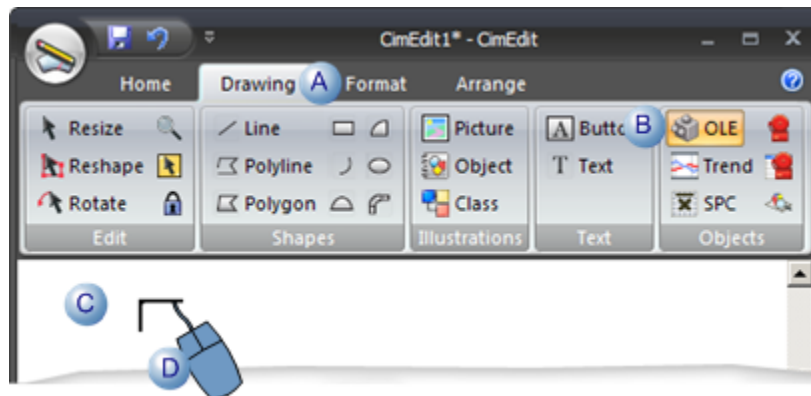 CimEdit1* - CimEdit
Home Drawing A Format Arrange
Resize Line Picture A B OLE
Reshape Polyline Object T Text Trend
Rotate Polygon Class SPC
Edit Shapes Illustrations Text Objects
C
D